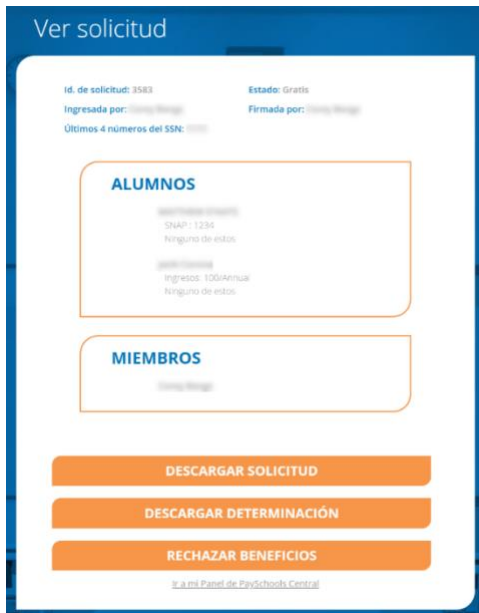 Ver solicitud
Id. de solicitud: 3583
Estado: Gratis
Ingresada por:
Firmada por:
Últimos 4 números del SSN:
ALUMNOS
SNAP : 1234
Ninguno de estos
Ingresos: 100/Annual
Ninguno de estos
MIEMBROS
DESCARGAR SOLICITUD
DESCARGAR DETERMINACIÓN
RECHAZAR BENEFICIOS
Ir a mi Panel de PaySchools Central